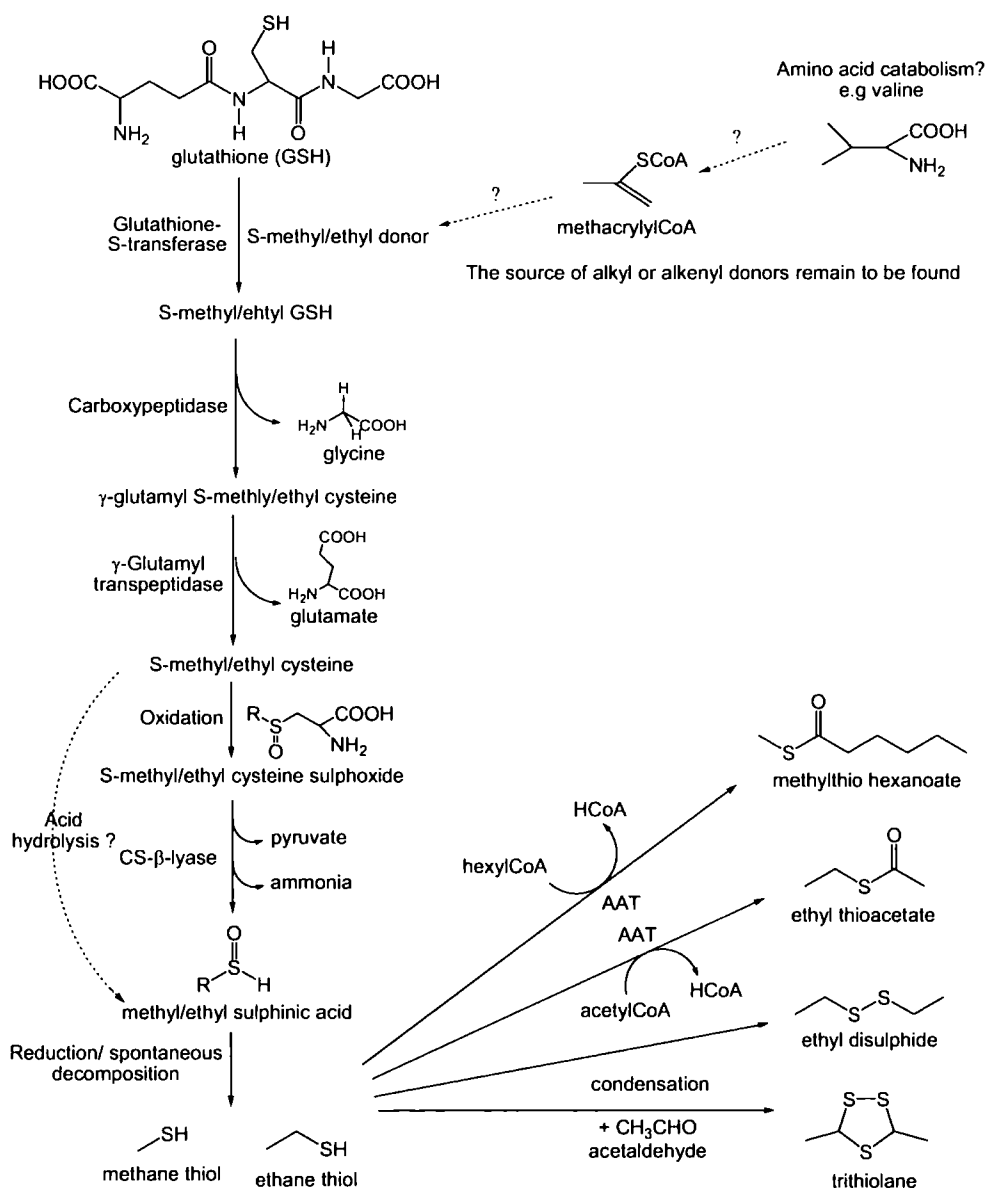 SH
O
H
HOOC
N
COOH
NH₂
N
H
O
glutathione (GSH)
Amino acid catabolism?
e.g valine
COOH
NH₂
?
SCoA
methacrylylCoA
?
Glutathione-
S-transferase
S-methyl/ethyl donor
The source of alkyl or alkenyl donors remain to be found
S-methyl/ehtyl GSH
Carboxypeptidase
H
H₂N
H
COOH
glycine
γ-glutamyl S-methly/ethyl cysteine
γ-Glutamyl
transpeptidase
COOH
H₂N
COOH
glutamate
S-methyl/ethyl cysteine
Oxidation
R
S
O
COOH
NH₂
S-methyl/ethyl cysteine sulphoxide
Acid
hydrolysis ?
CS-β-lyase
pyruvate
ammonia
O
S
R
H
methyl/ethyl sulphinic acid
Reduction/ spontaneous
decomposition
SH
methane thiol
SH
ethane thiol
HCoA
hexylCoA
AAT
O
S
methylthio hexanoate
AAT
acetylCoA
HCoA
O
S
ethyl thioacetate
S
S
ethyl disulphide
condensation
+ CH₃CHO
acetaldehyde
S–S
S
trithiolane